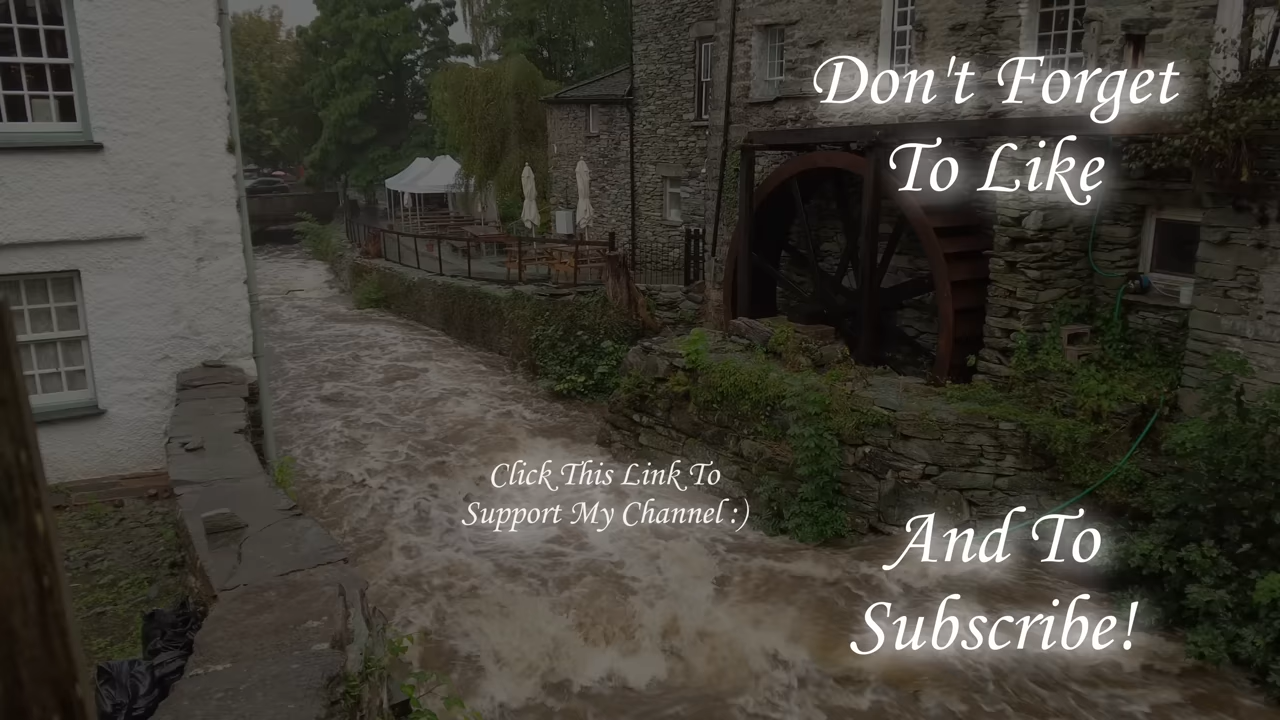 Don't Forget
To Like
Click This Link To
Support My Channel :)
And To
Subscribe!